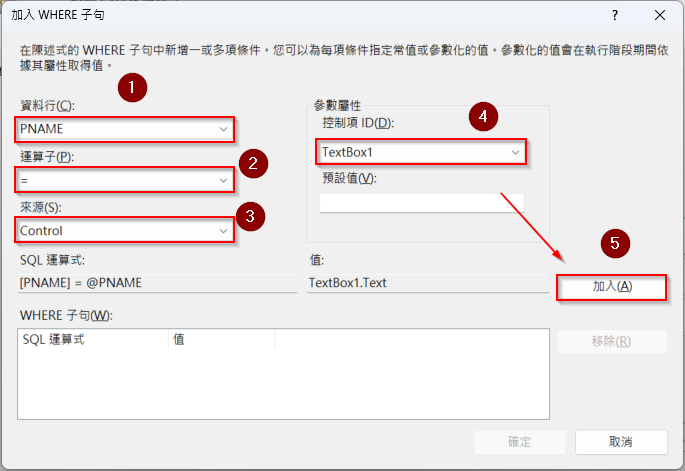 加入 WHERE 子句
在陳述式的 WHERE 子句中新增一或多項條件。您可以為每項條件指定常值或參數化的值。參數化的值會在執行階段期間依
據其屬性取得值。
1
資料行(C):
PNAME
2
運算子(P):
=
3
來源(S):
Control
參數屬性
4
控制項 ID(D):
TextBox1
預設值(V):
5
SQL 運算式:
[PNAME] = @PNAME
值:
TextBox1.Text
加入(A)
WHERE 子句(W):
SQL 運算式 值
移除(R)
確定 取消